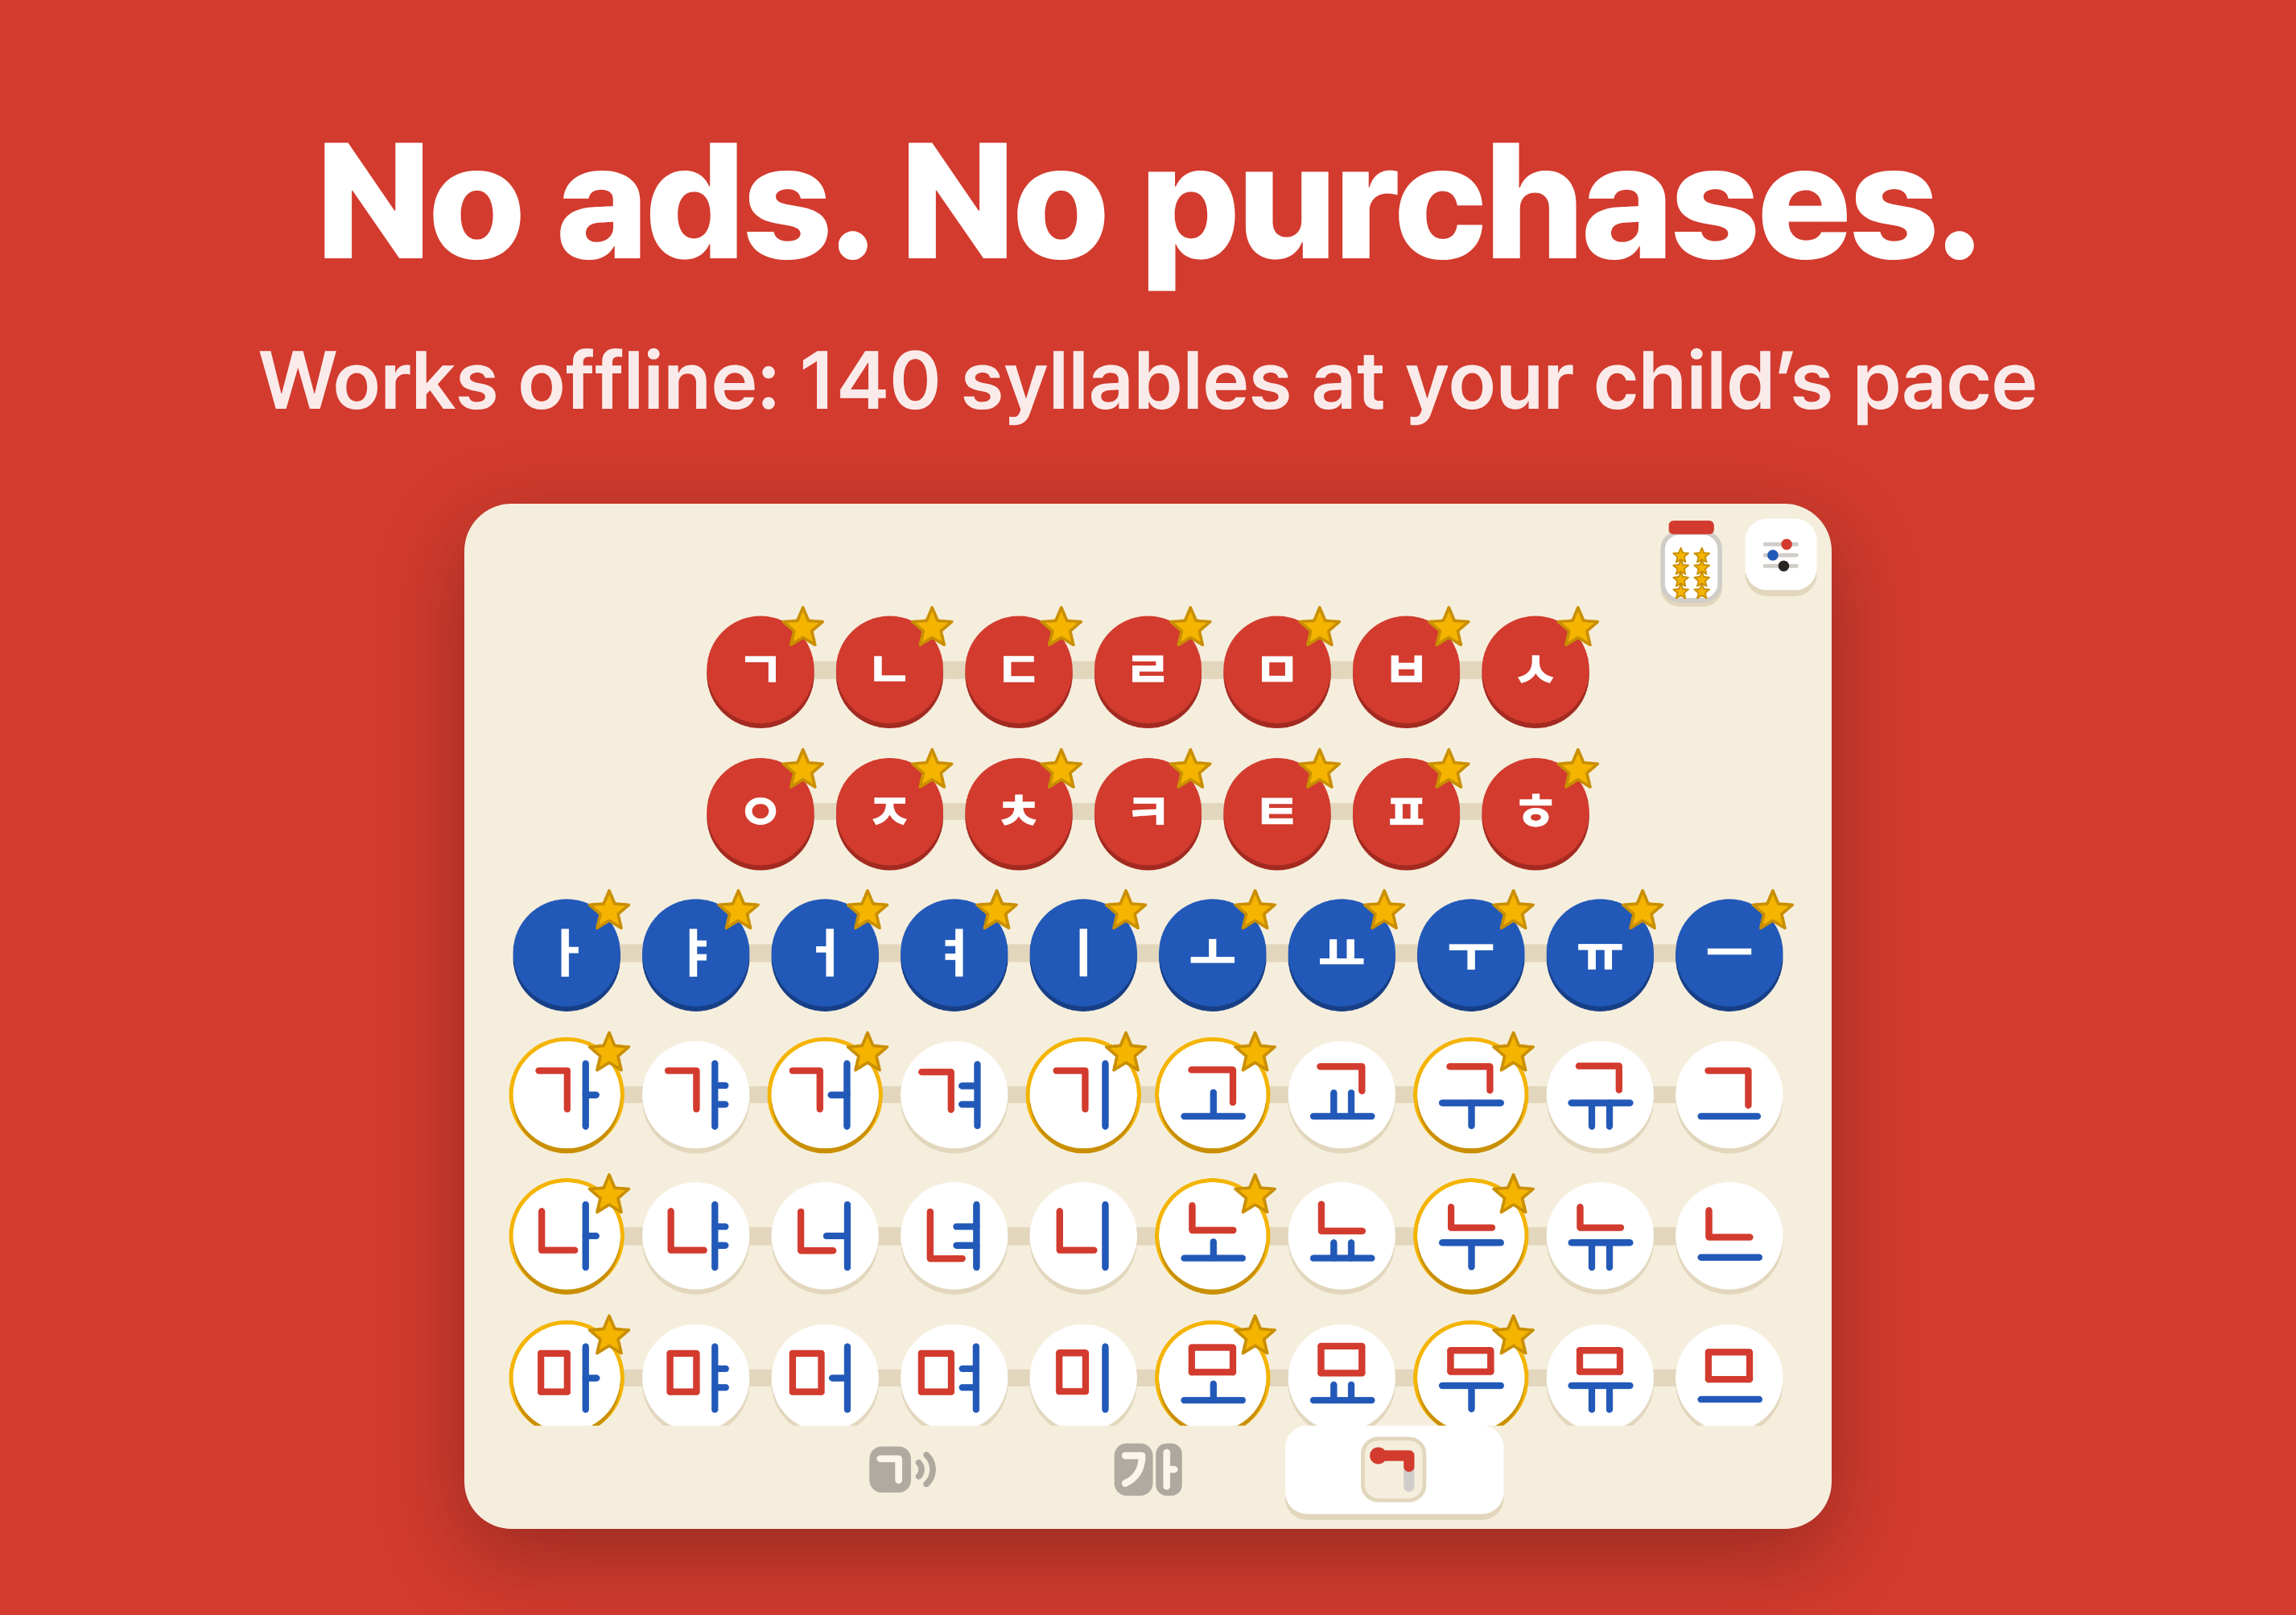 No ads. No purchases.
Works offline: 140 syllables at your child’s pace
ㄱ ㄴ ㄷ ㄹ ㅁ ㅂ ㅅ
ㅇ ㅈ ㅊ ㅋ ㅌ ㅍ ㅎ
ㅏ ㅑ ㅓ ㅕ ㅣ ㅗ ㅛ ㅜ ㅠ ㅡ
가 갸 거 겨 기 고 교 구 규 그
나 냐 너 녀 니 노 뇨 누 뉴 느
마 먀 머 며 미 모 묘 무 뮤 므
ㄱ 가 ㄱ